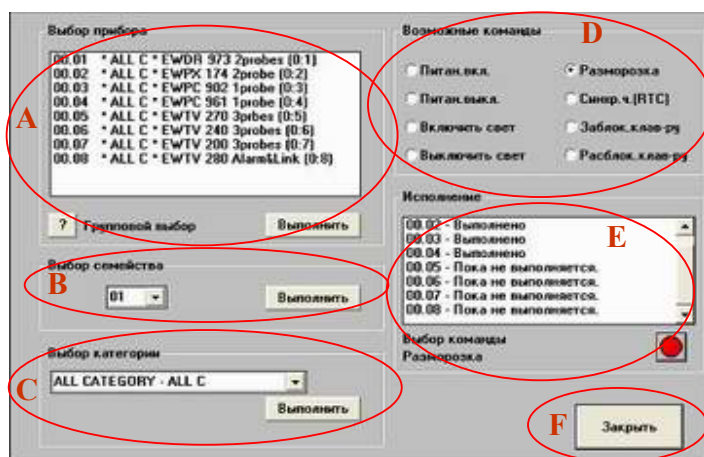 Выбор прибора
00.01 * ALL C * EWDR 973 2probes (0:1)
00.02 * ALL C * EWPX 174 2probe (0:2)
00.03 * ALL C * EWPC 902 1probe (0:3)
00.04 * ALL C * EWPC 961 1probe (0:4)
00.05 * ALL C * EWTV 270 3prbes (0:5)
00.06 * ALL C * EWTV 240 3probes (0:6)
00.07 * ALL C * EWTV 200 3probes (0:7)
00.08 * ALL C * EWTV 280 Alarm&Link (0:8)
A
? Групповой выбор Выполнить
Выбор семейства
B
01
Выполнить
Выбор категории
C
ALL CATEGORY - ALL C
Выполнить
Возможные команды
D
Питан.вкл. Разморозка
Питан.выкл. Синхр.ч.(RTC)
Включить свет Заблок.клав-ру
Выключить свет Расблок.клав-ру
Исполнение
E
00.02 - Выполнено
00.03 - Выполнено
00.04 - Выполнено
00.05 - Пока не выполняется.
00.06 - Пока не выполняется.
00.07 - Пока не выполняется.
00.08 - Пока не выполняется.
Выбор команды
Разморозка
F
Закрыть